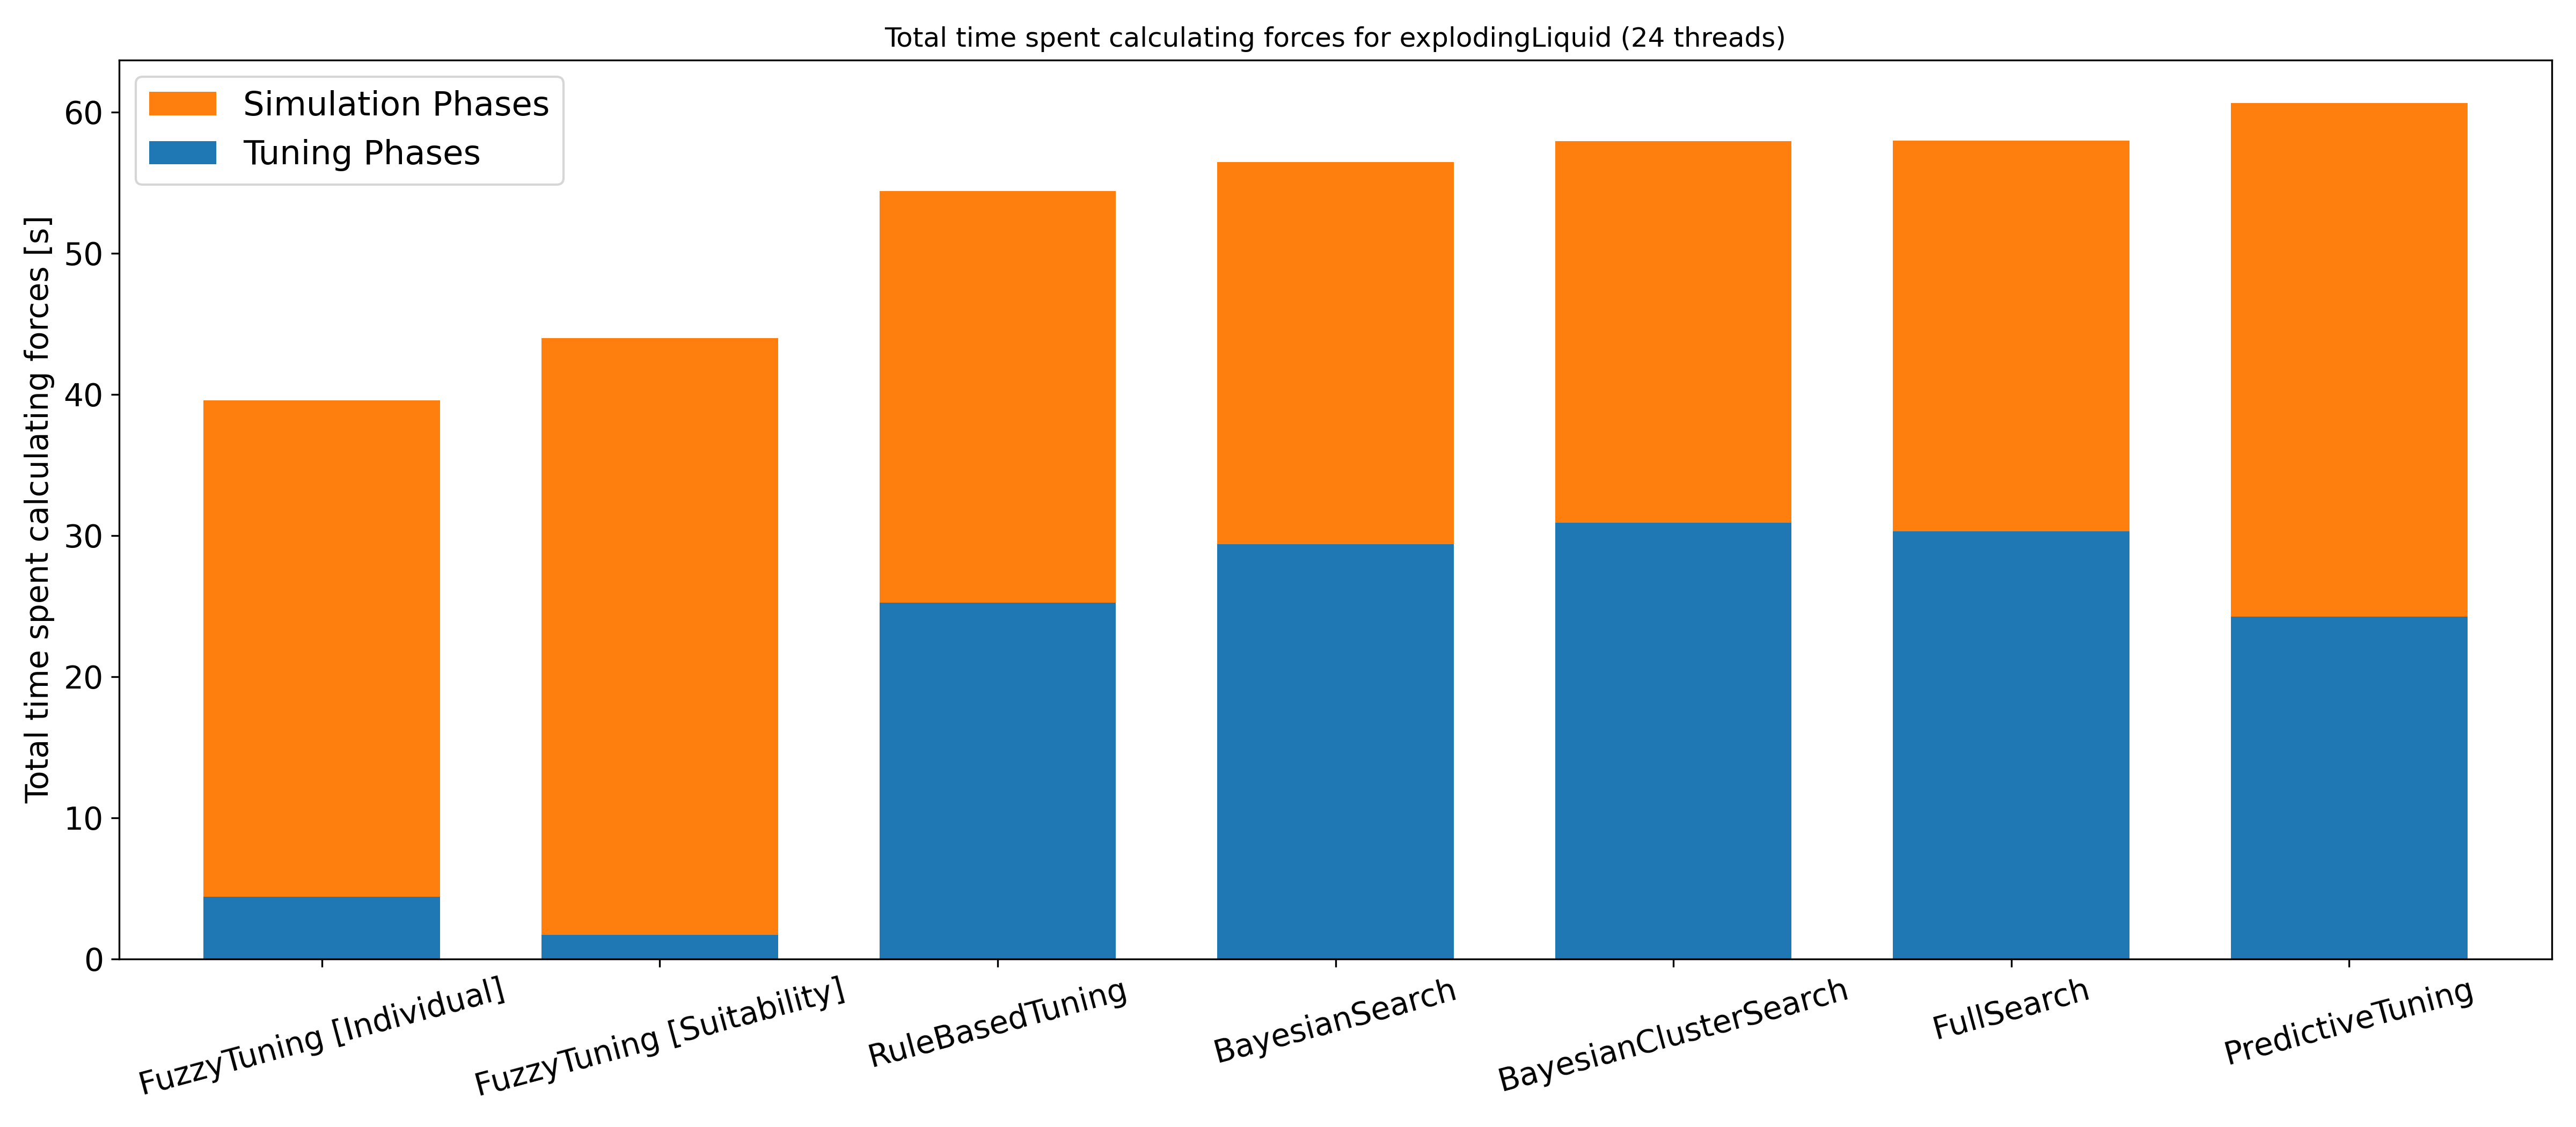 Total time spent calculating forces for explodingLiquid (24 threads)
Simulation Phases
Tuning Phases
Total time spent calculating forces [s]
60
50
40
30
20
10
0
FuzzyTuning [Individual]
FuzzyTuning [Suitability]
RuleBasedTuning
BayesianSearch
BayesianClusterSearch
FullSearch
PredictiveTuning